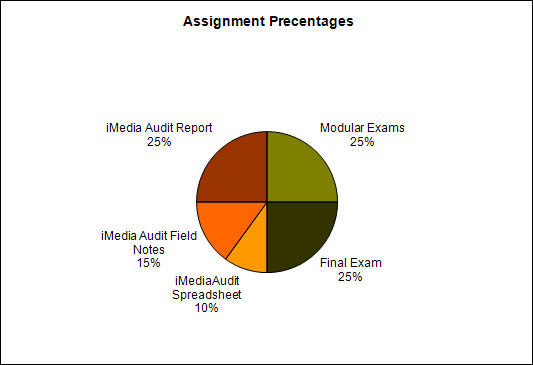 Assignment Precentages
iMedia Audit Report
25%
Modular Exams
25%
iMedia Audit Field
Notes
15%
iMediaAudit
Spreadsheet
10%
Final Exam
25%